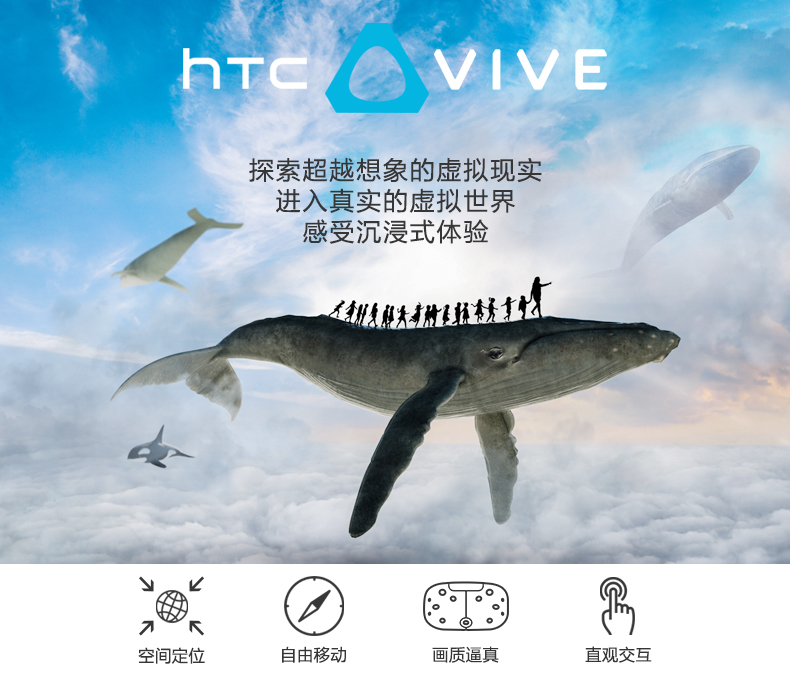 hTC VIVE
探索超越想象的虚拟现实
进入真实的虚拟世界
感受沉浸式体验
空间定位
自由移动
画质逼真
直观交互